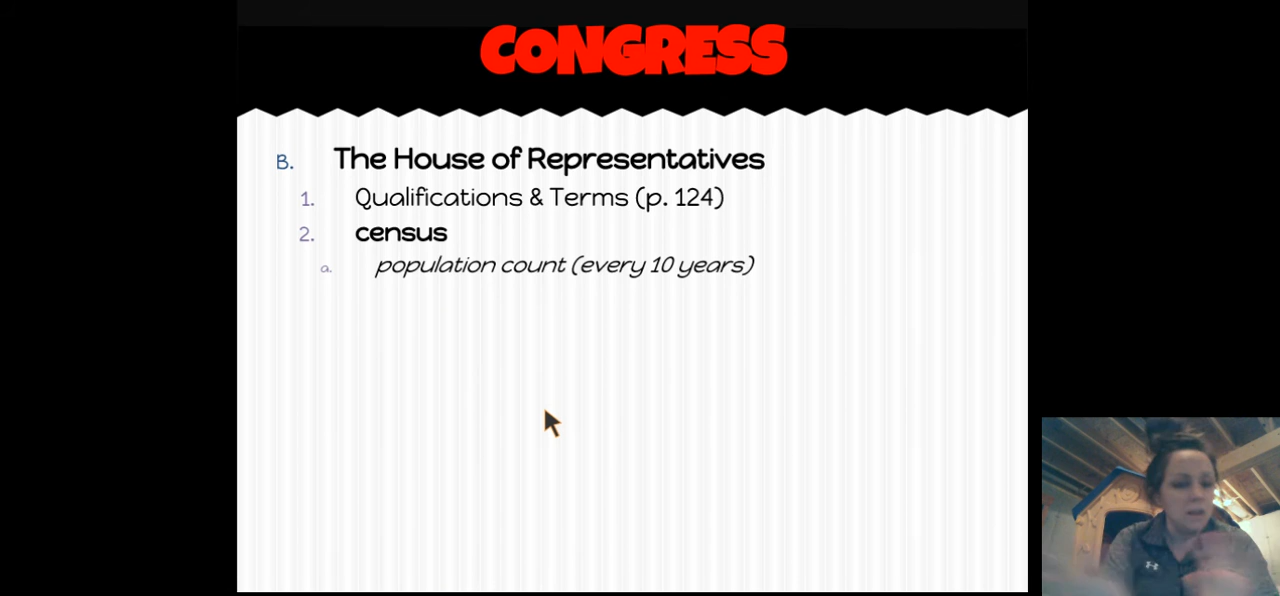 CONGRESS
B. The House of Representatives
1. Qualifications & Terms (p. 124)
2. census
a. population count (every 10 years)